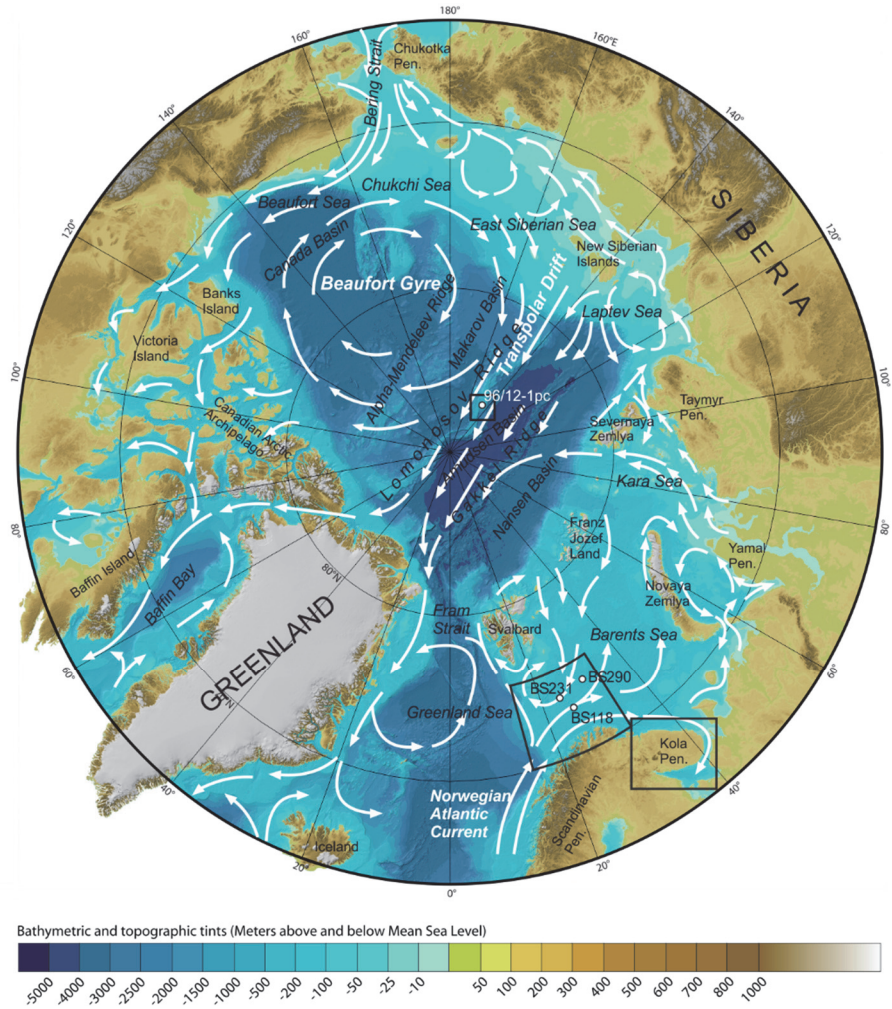 180°
160°
160°E
Chukotka
Pen.
Bering Strait
140°
140°
Chukchi Sea
Beaufort Sea
East Siberian Sea
SIBERIA
120°
120°
Canada Basin
New Siberian
Islands
Beaufort Gyre
Transpolar Drift
Banks
Island
Alpha-Mendeleev Ridge
Makarov Basin
Laptev Sea
Victoria
Island
100°
100°
Lomonosov Ridge
96/12-1pc
Taymyr
Pen.
Canadian Arctic
Archipelago
Severnaya
Zemlya
Amundsen Basin
Gakkel Ridge
Nansen Basin
Kara Sea
80°
80°
Franz
Jozef
Land
Yamal
Pen.
Baffin Island
Baffin Bay
80°N
Novaya
Zemlya
Fram
Strait
Svalbard
Barents Sea
GREENLAND
60°
60°
BS290
BS231
BS118
Greenland Sea
Kola
Pen.
40°
40°
Norwegian
Atlantic
Current
Scandinavian
Pen.
Iceland
20°
20°
0°
Bathymetric and topographic tints (Meters above and below Mean Sea Level)
-5000 -4000 -3000 -2500 -2000 -1500 -1000 -500 -200 -100 -50 -25 -10 50 100 200 300 400 500 600 700 800 1000